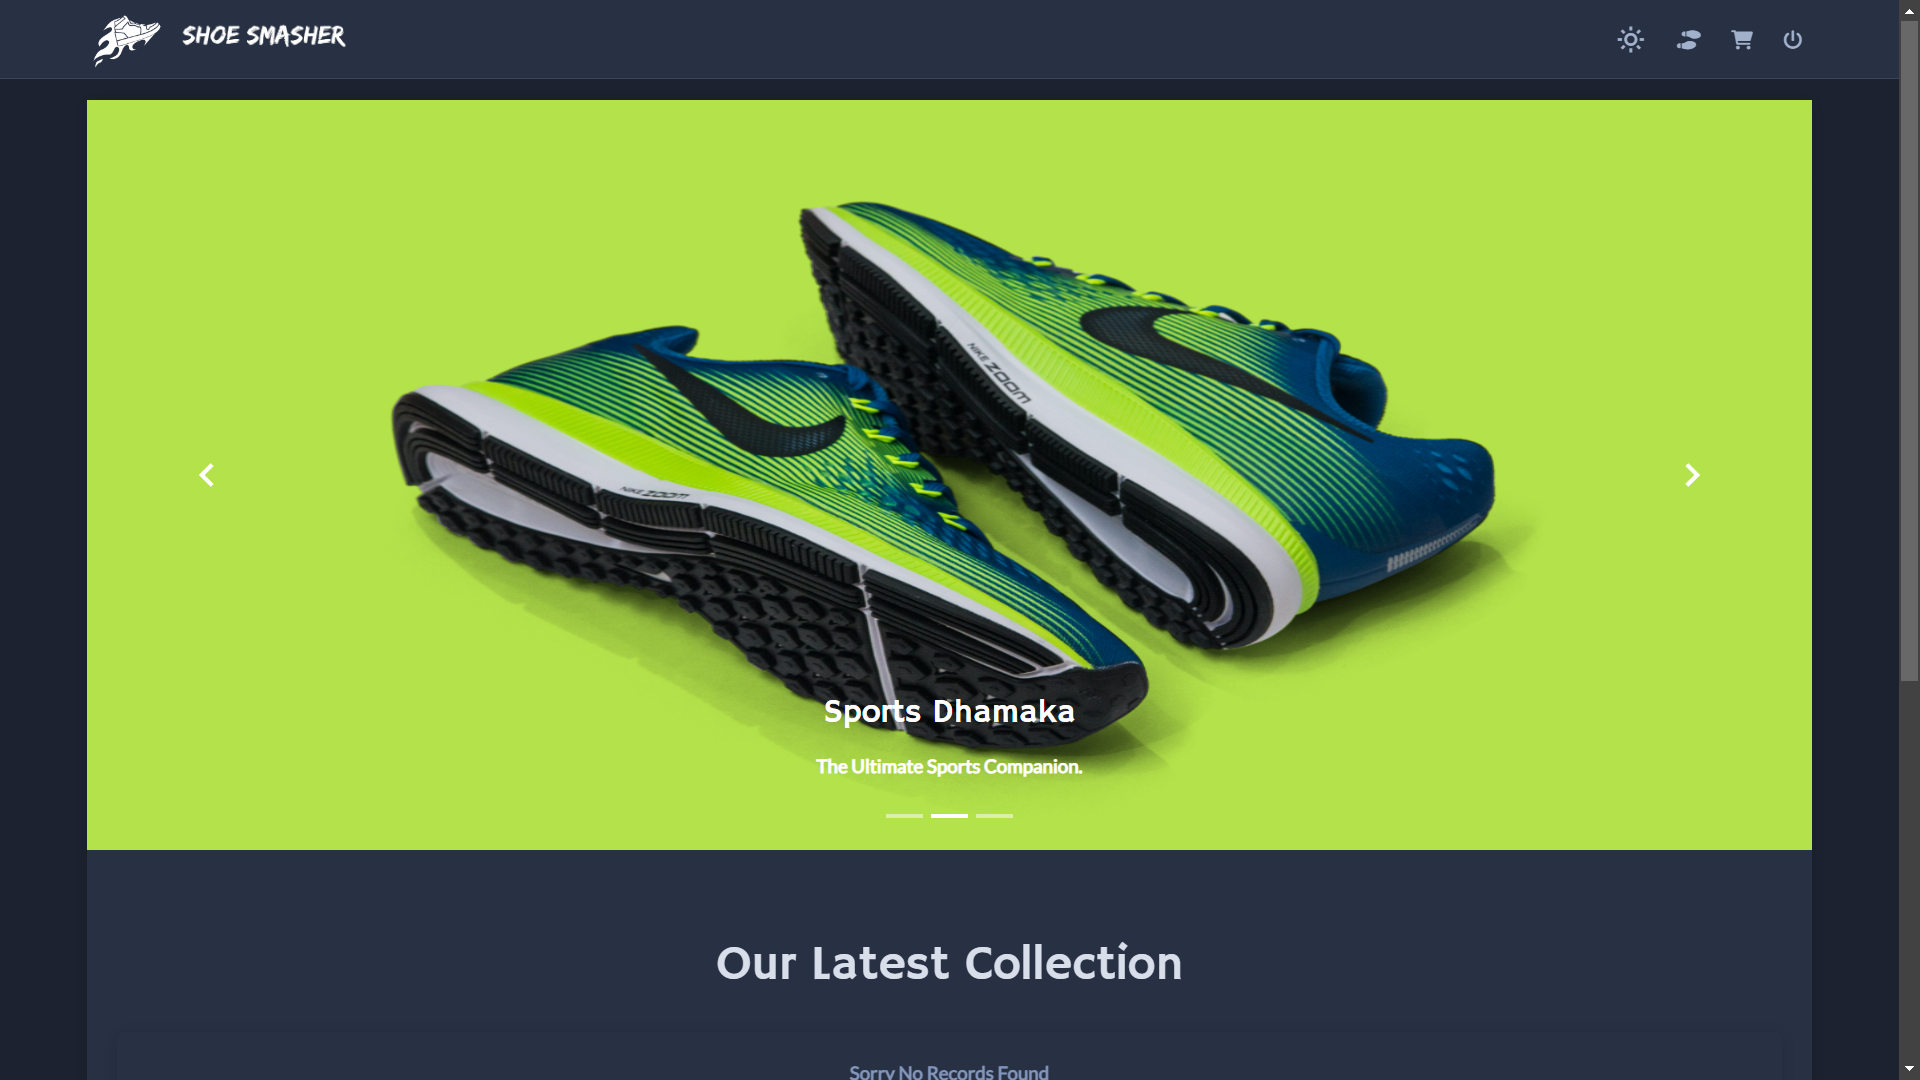 SHOE SMASHER
NIKE ZOOM
NIKE ZOOM
Sports Dhamaka
The Ultimate Sports Companion.
Our Latest Collection
Sorry No Records Found